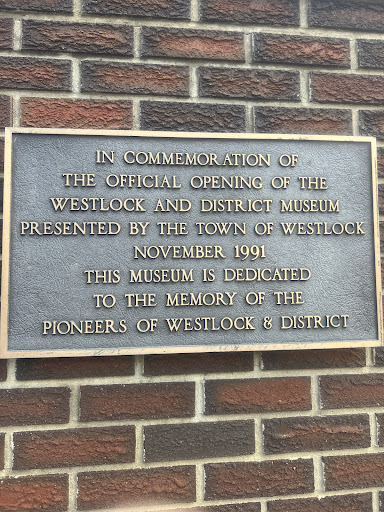 IN COMMEMORATION OF
THE OFFICIAL OPENING OF THE
WESTLOCK AND DISTRICT MUSEUM
PRESENTED BY THE TOWN OF WESTLOCK
NOVEMBER 1991
THIS MUSEUM IS DEDICATED
TO THE MEMORY OF THE
PIONEERS OF WESTLOCK & DISTRICT